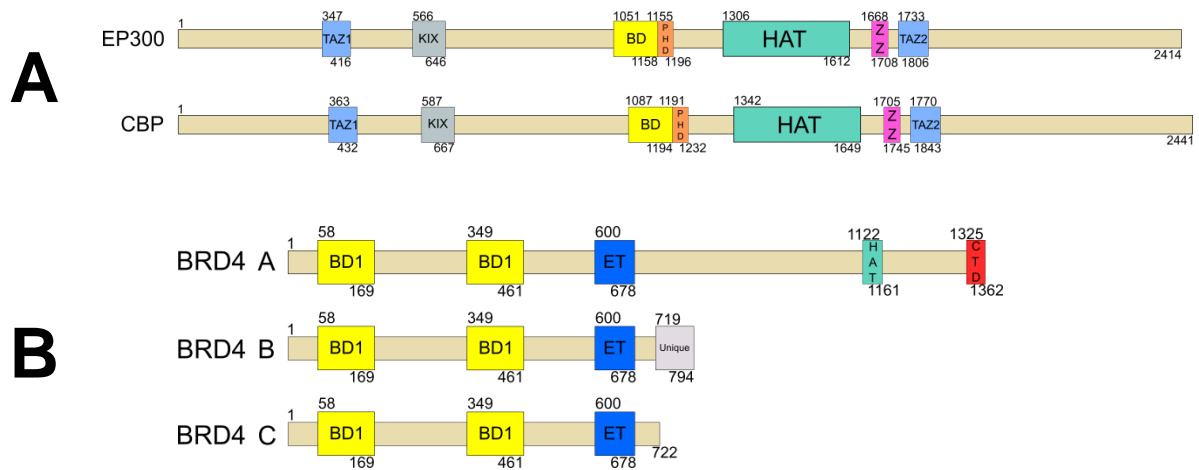 1 347 566 1051 1155 1306 1668 1733
EP300 TAZ1 KIX BD PHD HAT ZZ TAZ2
416 646 1158 1196 1612 1708 1806 2414
A
1 363 587 1087 1191 1342 1705 1770
CBP TAZ1 KIX BD PHD HAT ZZ TAZ2
432 667 1194 1232 1649 1745 1843 2441
1 58 349 600 1122 1325
BRD4 A BD1 BD1 ET HAT CTD
169 461 678 1161 1362
1 58 349 600 719
BRD4 B BD1 BD1 ET Unique
169 461 678 794
B
1 58 349 600
BRD4 C BD1 BD1 ET
169 461 678 722